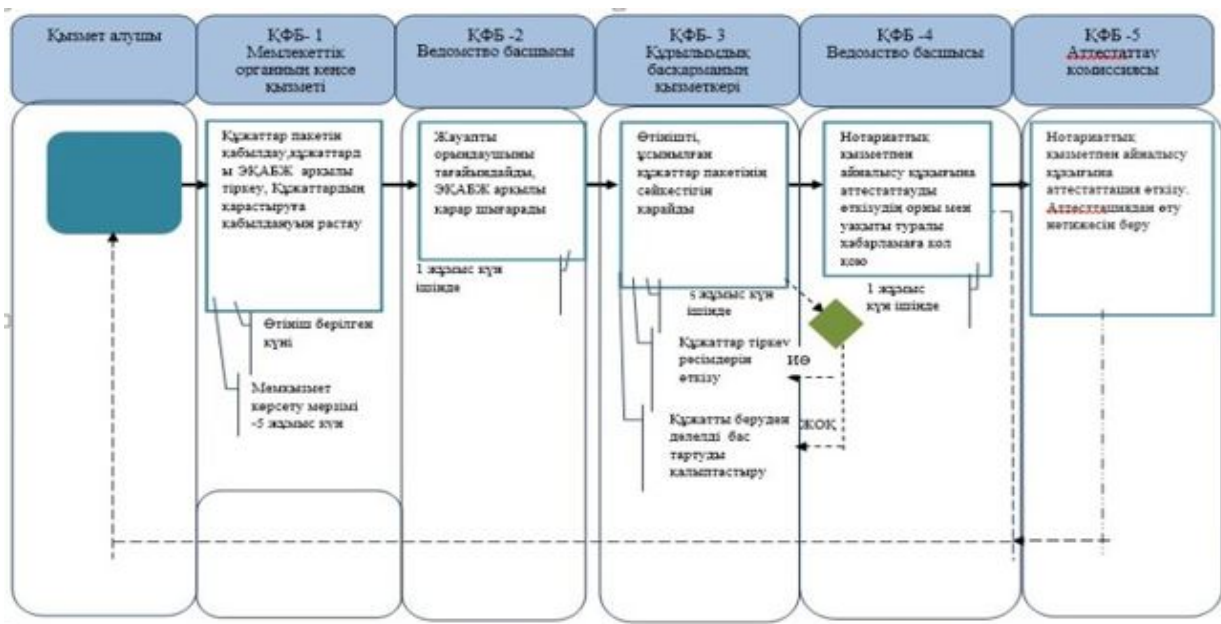 Қызмет алушы
ҚФБ- 1
Мемлекеттік
органның кеңсе
қызметі
ҚФБ -2
Ведомство басшысы
ҚФБ- 3
Құрылымдық
басқарманың
қызметкері
ҚФБ -4
Ведомство басшысы
ҚФБ -5
Аттестаттау
комиссиясы
Құжаттар пакетін
қабылдау,құжаттард
ы ЭҚАБЖ арқылы
тіркеу, Құжаттардың
қарастыруға
қабылдануын растау
Жауапты
орындаушыны
тағайындайды,
ЭҚАБЖ арқылы
қарар шығарады
Өтінішті,
ұсынылған
құжаттар пакетінің
сәйкестігін
қарайды
Нотариаттық
қызметпен
айналысу құқығына
аттестаттауды
өткізудің орны мен
уақыты туралы
хабарламаға қол
қою
Нотариаттық
қызметпен айналысу
құқығына
аттестаттация өткізу.
Аттесттациядан өту
нәтижесін беру
Өтініш берілген
күні
Мемқызмет
көрсету мерзімі
-5 жұмыс күн
1 жұмыс күн
ішінде
5 жұмыс күн
ішінде
Құжаттар тіркеу
рәсімдерін
өткізу
Құжатты беруден
дәлелді бас
тартуды
қалыптастыру
ИӘ
ЖОҚ
1 жұмыс
күн ішінде